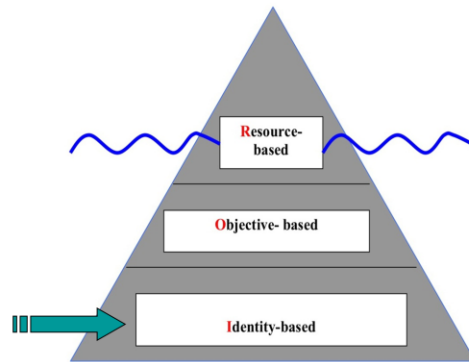 Resource-
based
Objective- based
Identity-based